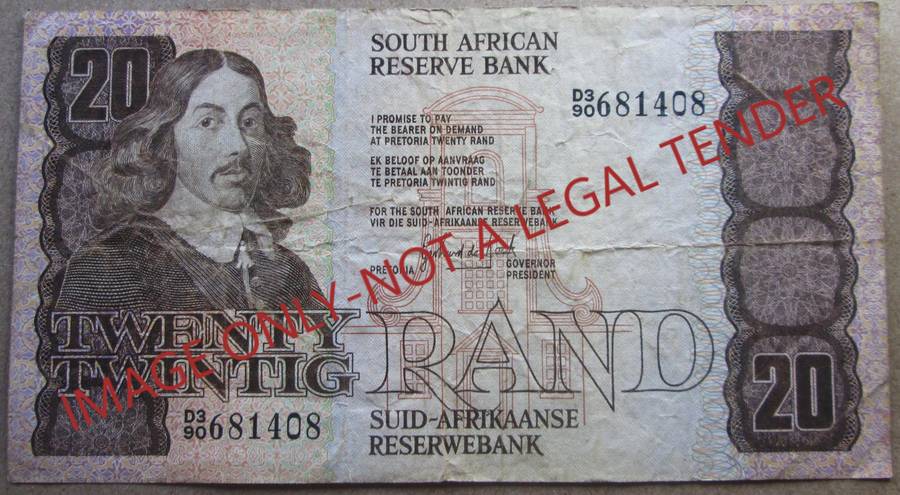 20
SOUTH AFRICAN
RESERVE BANK
D3
90 681408
I PROMISE TO PAY
THE BEARER ON DEMAND
AT PRETORIA TWENTY RAND
EK BELOOF OP AANVRAAG
TE BETAAL AAN TOONDER
TE PRETORIA TWINTIG RAND
FOR THE SOUTH AFRICAN RESERVE BANK
VIR DIE SUID-AFRIKAANSE RESERWEBANK
PRETORIA
GOVERNOR
PRESIDENT
TWENTY
TWINTIG
RAND
D3
90 681408
SUID-AFRIKAANSE
RESERWEBANK
20
IMAGE ONLY-NOT A LEGAL TENDER